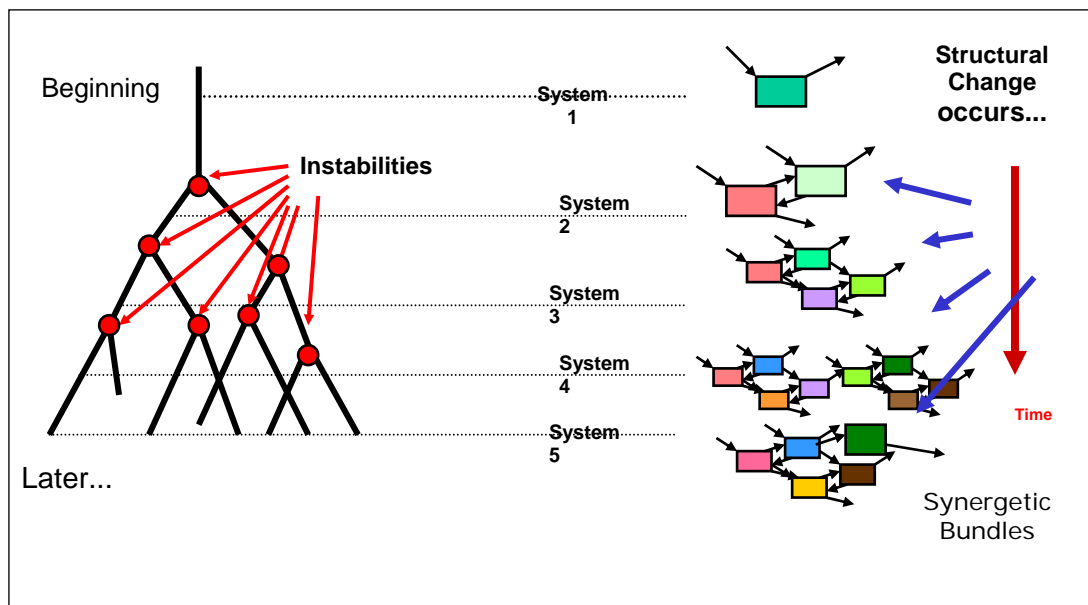 Beginning
Instabilities
Later...
System
1
System
2
System
3
System
4
System
5
Structural
Change
occurs...
Time
Synergetic
Bundles